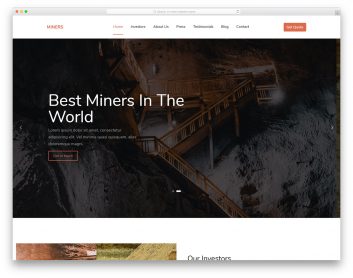 MINERS
Home Investors About Us Press Testimonials Blog Contact
Get Quote
Best Miners In The
World
Lorem ipsum dolor sit amet, consectetur
adipisicing elit. Vel minima quasi quisquam, alias
doloremque magni.
Get in touch
Our Investors